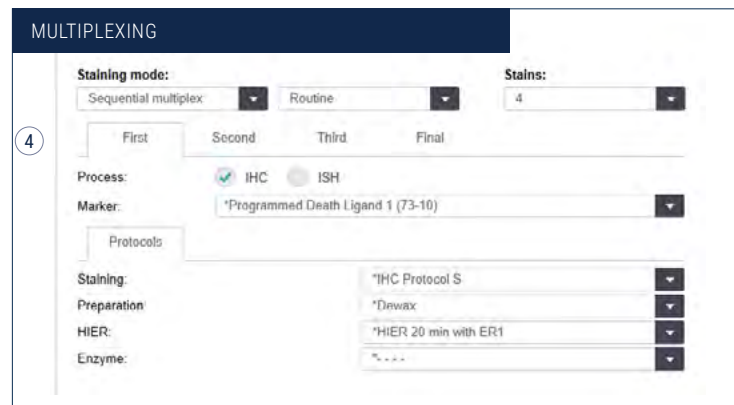 MULTIPLEXING
Staining mode: Stains:
Sequential multiplex Routine 4
4 First Second Third Final
Process: IHC ISH
Marker: *Programmed Death Ligand 1 (73-10)
Protocols
Staining: *IHC Protocol S
Preparation *Dewax
HIER: *HIER 20 min with ER1
Enzyme: *- - - -